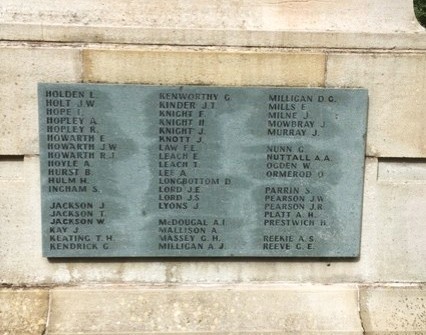 HOLDEN L.
HOLT J.W.
HOPE I.
HOPLEY A.
HOPLEY R.
HOWARTH E.
HOWARTH J.W.
HOWARTH R.J.
HOYLE A.
HURST B.
HULM H.
INGHAM S.
JACKSON J.
JACKSON T.
JACKSON W.
KAY J.
KEATING T.H.
KENDRICK G.
KENWORTHY G.
KINDER J.T.
KNIGHT F.
KNIGHT H.
KNIGHT J.
KNOTT J.
LAW F.L.
LEACH E.
LEACH T.
LEE A.
LONGBOTTOM D.
LORD J.E.
LORD J.S.
LYONS J.
McDOUGAL A.I.
MALLISON A.
MASSEY G.H.
MILLIGAN A.J.
MILLIGAN D.G.
MILLS F.
MILNE J.
MOWBRAY J.
MURRAY J.
NUNN G.
NUTTALL A.A.
OGDEN W.
ORMEROD O.
PARRIN S.
PEARSON J.W.
PEARSON J.R.
PLATT A.H.
PRESTWICH H.
REEKIE A.S.
REEVE G.E.